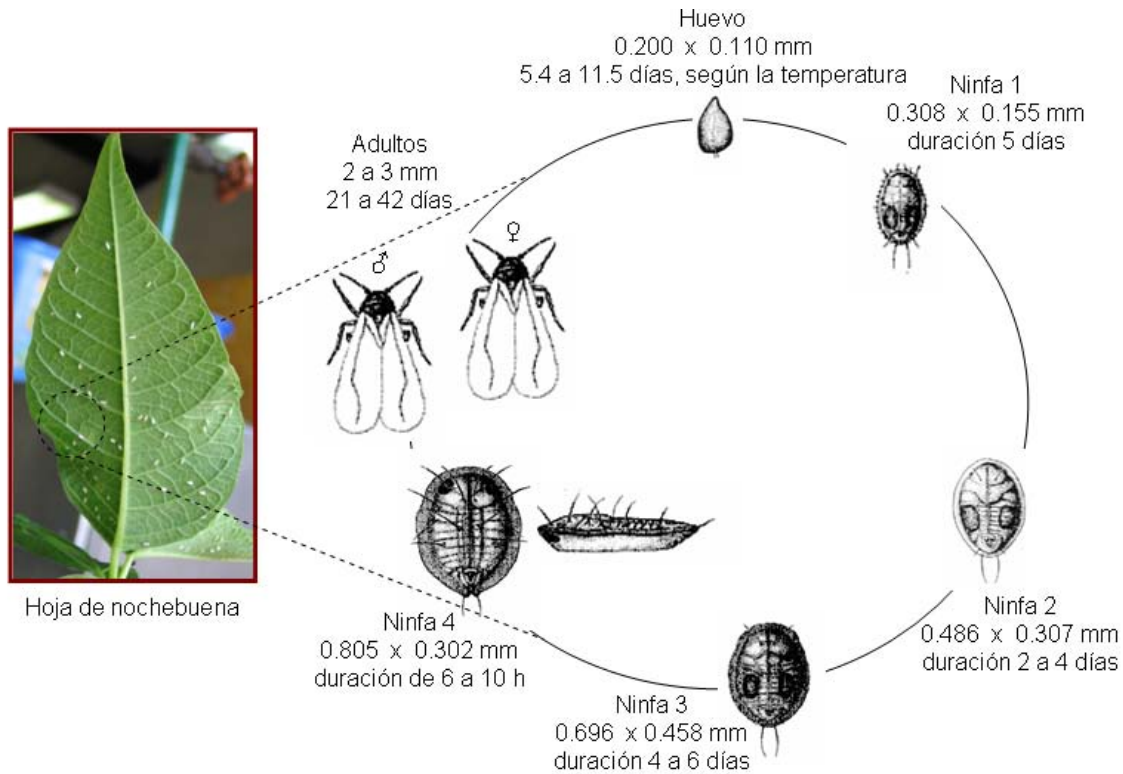 Huevo
0.200 x 0.110 mm
5.4 a 11.5 días, según la temperatura
Ninfa 1
0.308 x 0.155 mm
duración 5 días
Ninfa 2
0.486 x 0.307 mm
duración 2 a 4 días
Ninfa 3
0.696 x 0.458 mm
duración 4 a 6 días
Ninfa 4
0.805 x 0.302 mm
duración de 6 a 10 h
Adultos
2 a 3 mm
21 a 42 días
♂
♀
Hoja de nochebuena